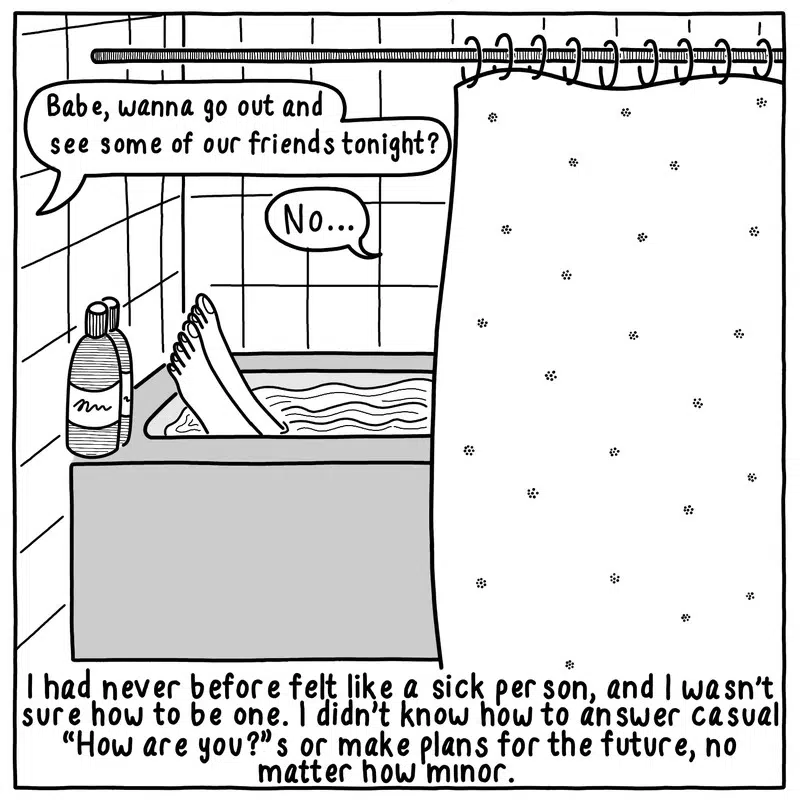 Babe, wanna go out and
see some of our friends tonight?
No...
I had never before felt like a sick person, and I wasn't
sure how to be one. I didn't know how to answer casual
“How are you?”s or make plans for the future, no
matter how minor.